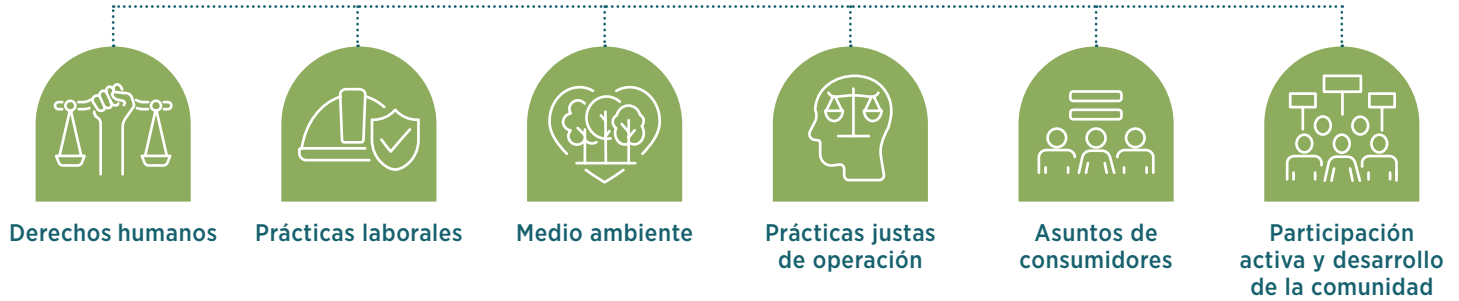 Derechos humanos
Prácticas laborales
Medio ambiente
Prácticas justas
de operación
Asuntos de
consumidores
Participación
activa y desarrollo
de la comunidad